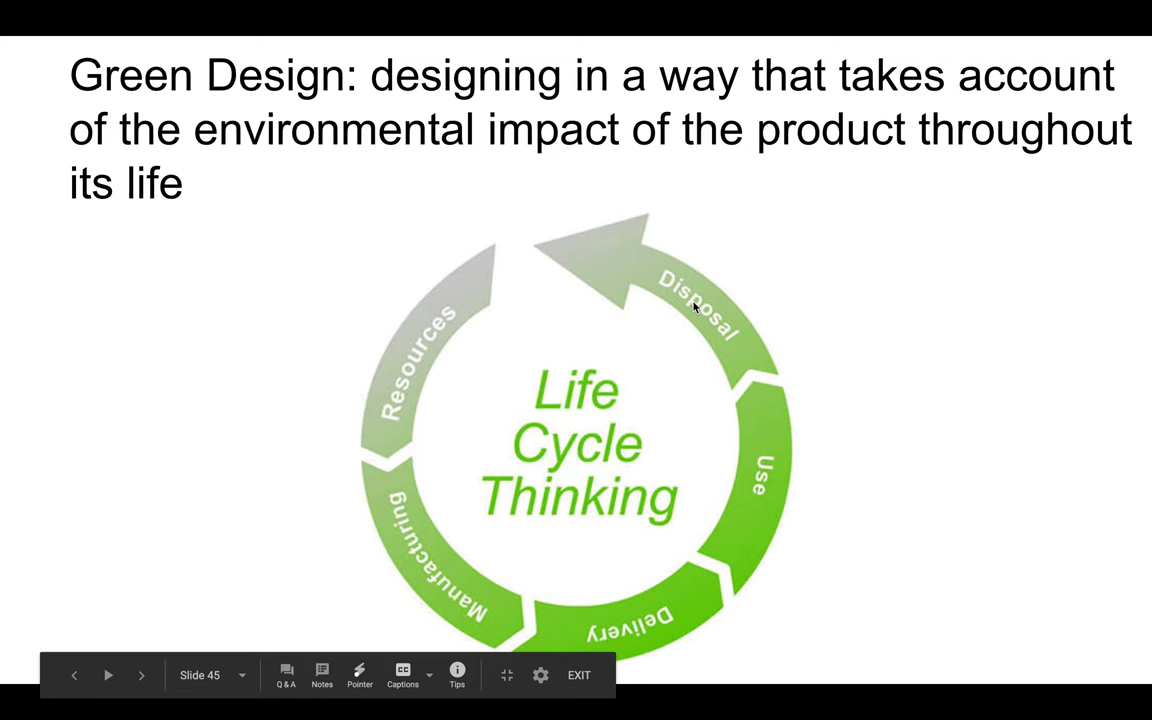 Green Design: designing in a way that takes account
of the environmental impact of the product throughout
its life
Disposal
Resources
Life
Cycle
Thinking
Use
Manufacturing
Delivery
Slide 45
Q & A
Notes
Pointer
CC
Captions
Tips
EXIT